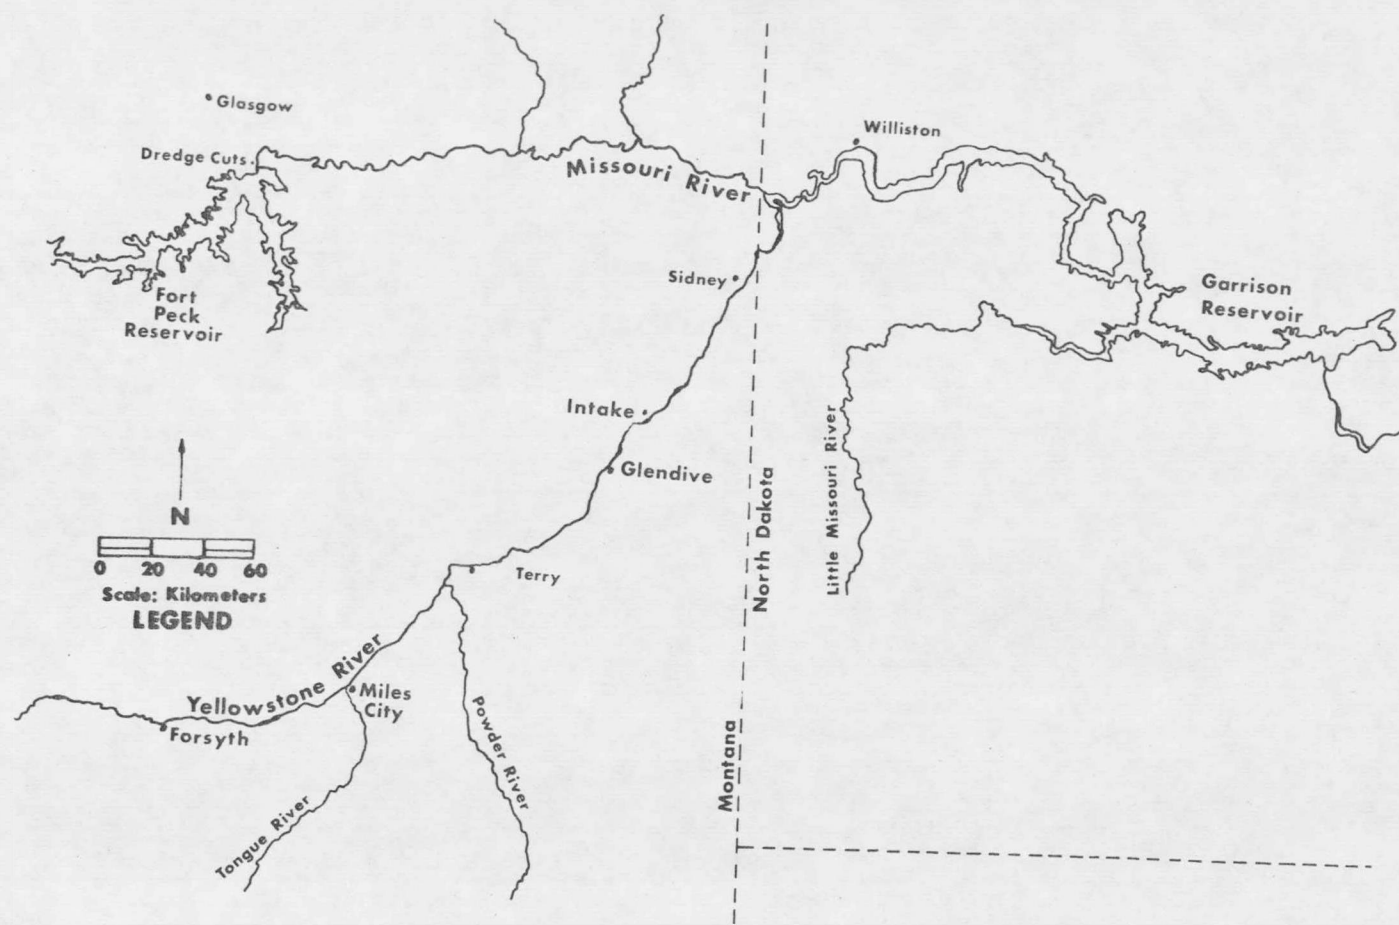 Glasgow
Williston
Dredge Cuts
Missouri River
Sidney
Garrison
Reservoir
Fort
Peck
Reservoir
Intake
Glendive
Little Missouri River
North Dakota
N
0 20 40 60
Scale: Kilometers
LEGEND
Terry
Yellowstone River
Miles
City
Forsyth
Powder River
Montana
Tongue River